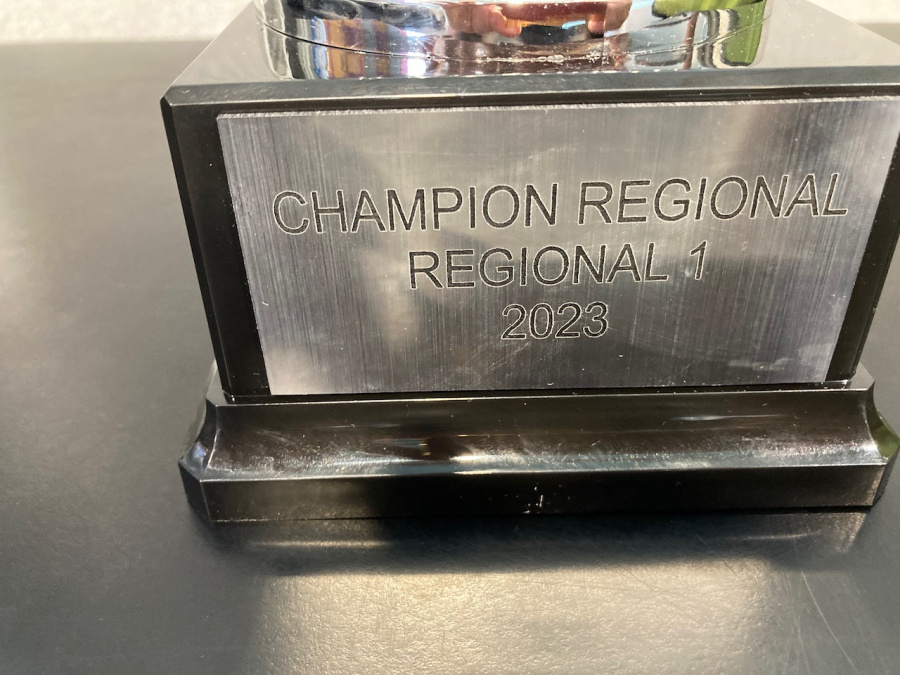 CHAMPION REGIONAL
REGIONAL 1
2023